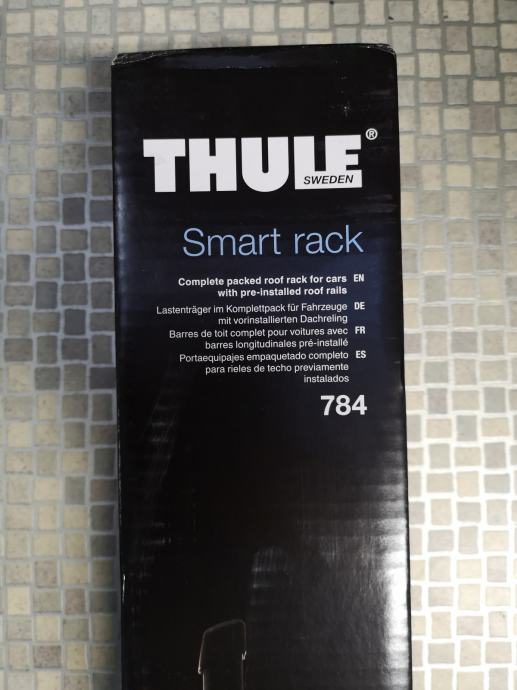 THULE®
SWEDEN
Smart rack
Complete packed roof rack for cars EN
with pre-installed roof rails
Lastenträger im Komplettpack für Fahrzeuge DE
mit vorinstallierten Dachreling
Barres de toit complet pour voitures avec FR
barres longitudinales pré-installé
Portaequipajes empaquetado completo ES
para rieles de techo previamente
instalados
784